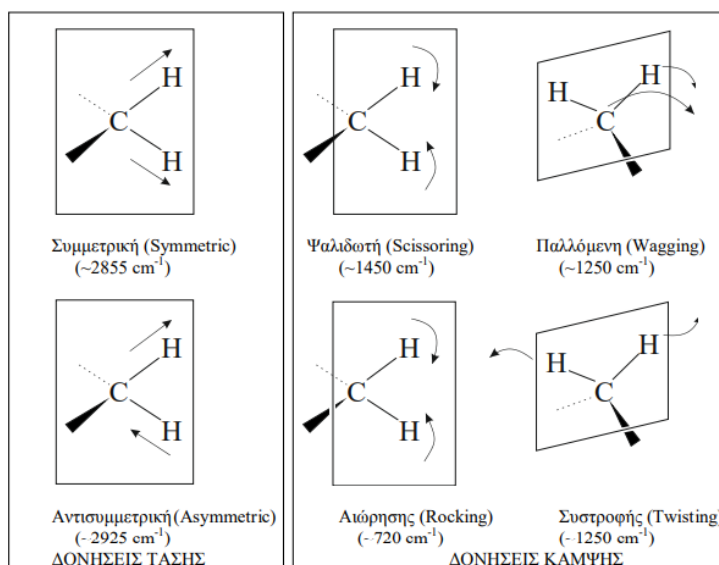 H
C
H
Συμμετρική (Symmetric)
(~2855 cm⁻¹)
H
C
H
Ψαλιδωτή (Scissoring)
(~1450 cm⁻¹)
H
H
C
Παλλόμενη (Wagging)
(~1250 cm⁻¹)
H
C
H
Αντισυμμετρική (Asymmetric)
(~2925 cm⁻¹)
ΔΟΝΗΣΕΙΣ ΤΑΣΗΣ
H
C
H
Αιώρησης (Rocking)
(~720 cm⁻¹)
H
H
C
Συστροφής (Twisting)
(~1250 cm⁻¹)
ΔΟΝΗΣΕΙΣ ΚΑΜΨΗΣ